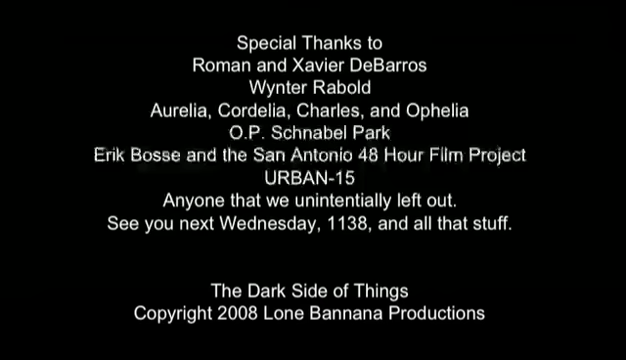 Special Thanks to
Roman and Xavier DeBarros
Wynter Rabold
Aurelia, Cordelia, Charles, and Ophelia
O.P. Schnabel Park
Erik Bosse and the San Antonio 48 Hour Film Project
URBAN-15
Anyone that we unintentially left out.
See you next Wednesday, 1138, and all that stuff.
The Dark Side of Things
Copyright 2008 Lone Bannana Productions